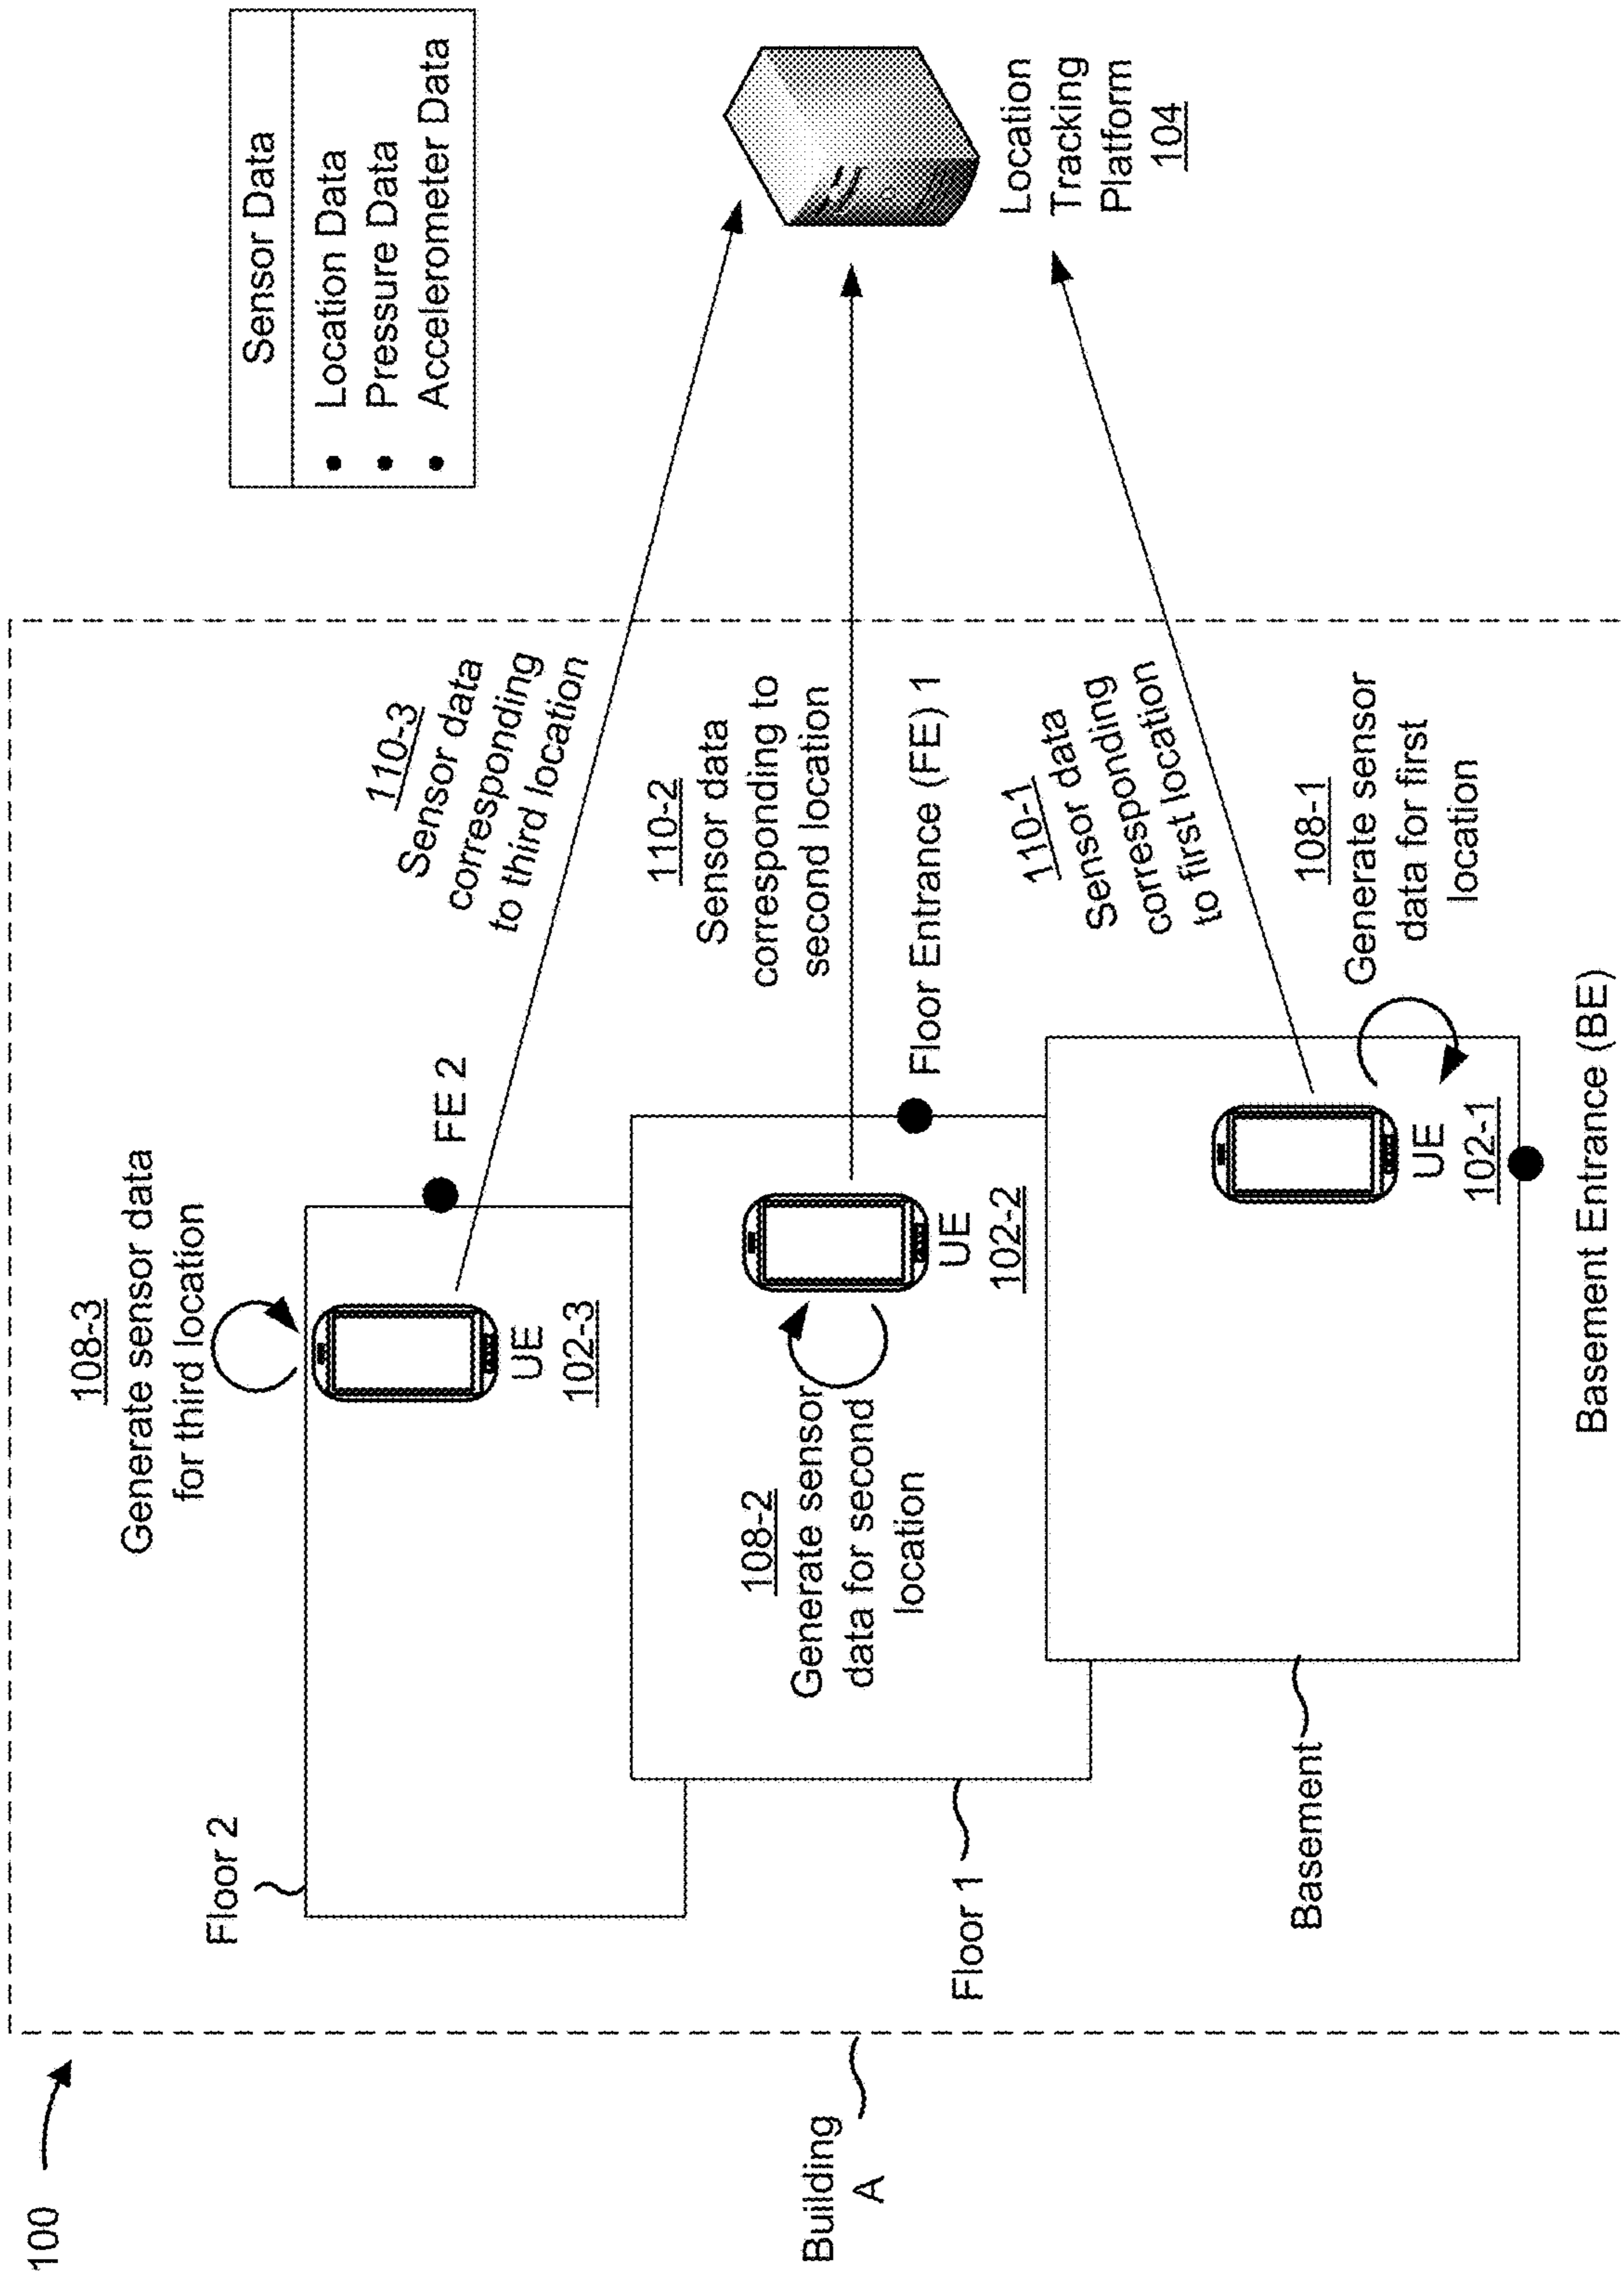 100
Sensor Data
• Location Data
• Pressure Data
• Accelerometer Data
108-3
Generate sensor data
for third location
Floor 2
UE
102-3
FE 2
110-3
Sensor data
corresponding
to third location
Building
A
108-2
Generate sensor
data for second
location
UE
102-2
110-2
Sensor data
corresponding to
second location
Floor Entrance (FE) 1
Floor 1
Location
Tracking
Platform
104
110-1
Sensor data
corresponding
to first location
108-1
Generate sensor
data for first
location
UE
102-1
Basement
Basement Entrance (BE)